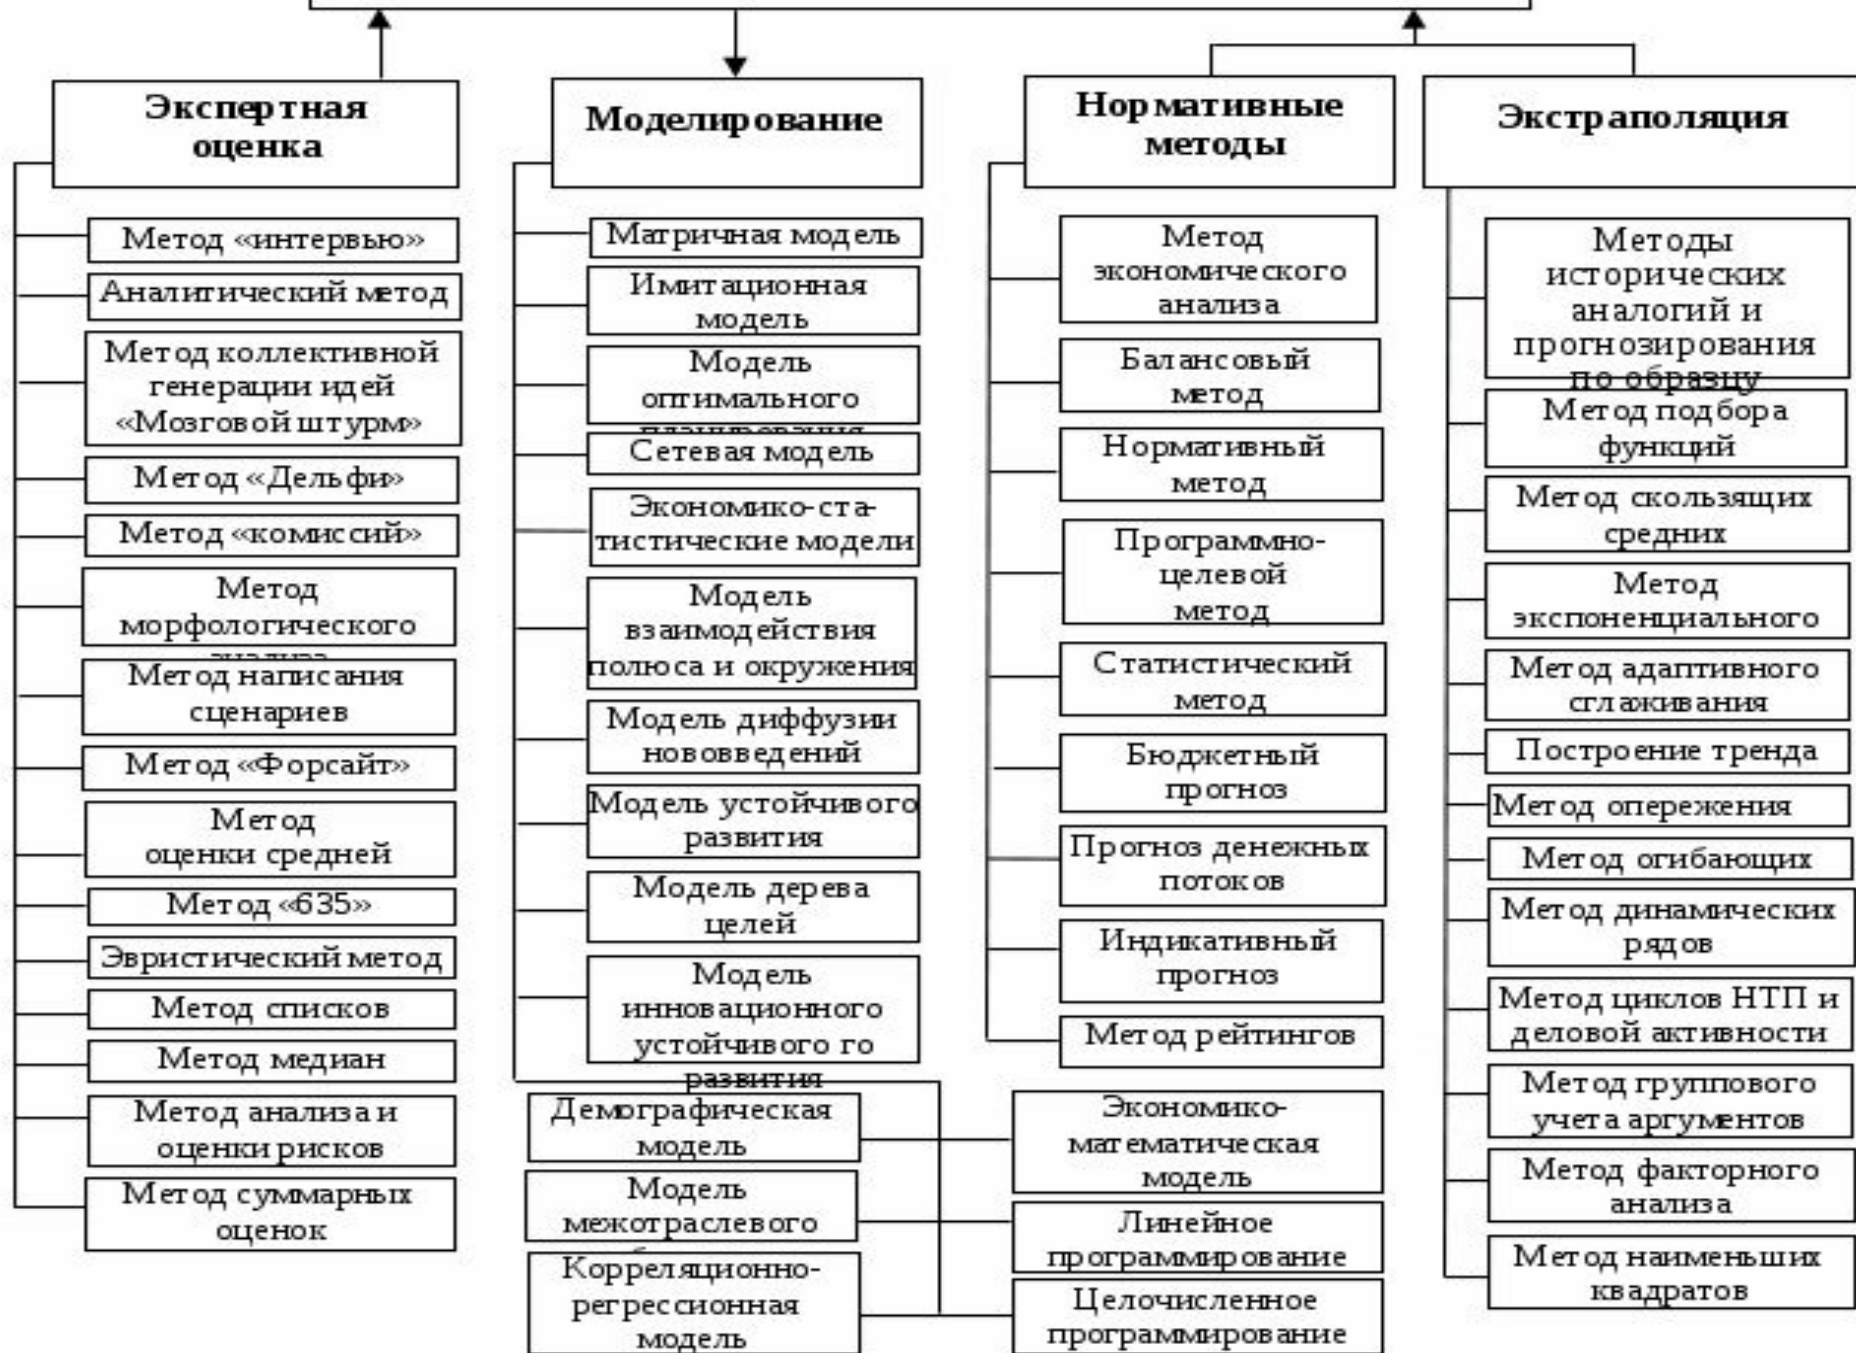 Экспертная
оценка
Метод «интервью»
Аналитический метод
Метод коллективной
генерации идей
«Мозговой штурм»
Метод «Дельфи»
Метод «комиссий»
Метод
морфологического
анализа
Метод написания
сценариев
Метод «Форсайт»
Метод
оценки средней
Метод «635»
Эвристический метод
Метод списков
Метод медиан
Метод анализа и
оценки рисков
Метод суммарных
оценок
Моделирование
Матричная модель
Имитационная
модель
Модель
оптимального
планирования
Сетевая модель
Экономико-ста-
тистические модели
Модель
взаимодействия
полюса и окружения
Модель диффузии
нововведений
Модель устойчивого
развития
Модель дерева
целей
Модель
инновационного
устойчивого го
развития
Демографическая
модель
Модель
межотраслевого
Корреляционно-
регрессионная
модель
Экономико-
математическая
модель
Линейное
программирование
Целочисленное
программирование
Нормативные
методы
Метод
экономического
анализа
Балансовый
метод
Нормативный
метод
Программно-
целевой
метод
Статистический
метод
Бюджетный
прогноз
Прогноз денежных
потоков
Индикативный
прогноз
Метод рейтингов
Экстраполяция
Методы
исторических
аналогий и
прогнозирования
по образцу
Метод подбора
функций
Метод скользящих
средних
Метод
экспоненциального
Метод адаптивного
сглаживания
Построение тренда
Метод опережения
Метод огибающих
Метод динамических
рядов
Метод циклов НТП и
деловой активности
Метод группового
учета аргументов
Метод факторного
анализа
Метод наименьших
квадратов